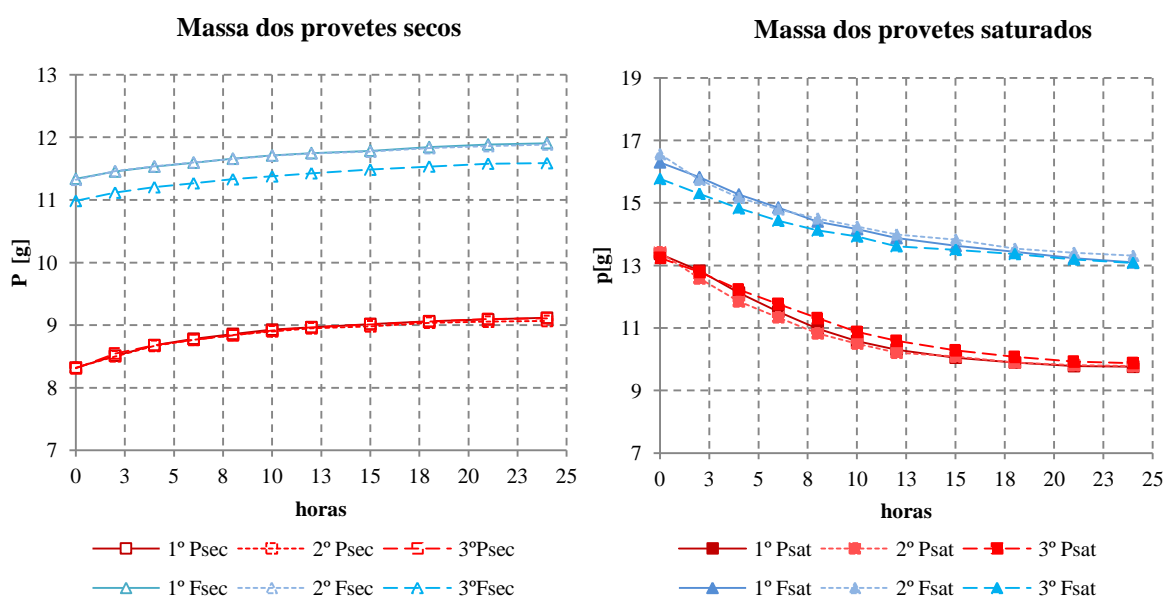 Massa dos provetes secos
13
12
11
10
9
8
7
P [g]
0 3 5 8 10 13 15 18 20 23 25
horas
1º Psec 2º Psec 3ºPsec
1º Fsec 2º Fsec 3ºFsec
Massa dos provetes saturados
19
17
15
13
11
9
7
p[g]
0 3 5 8 10 13 15 18 20 23 25
horas
1º Psat 2º Psat 3º Psat
1º Fsat 2º Fsat 3º Fsat